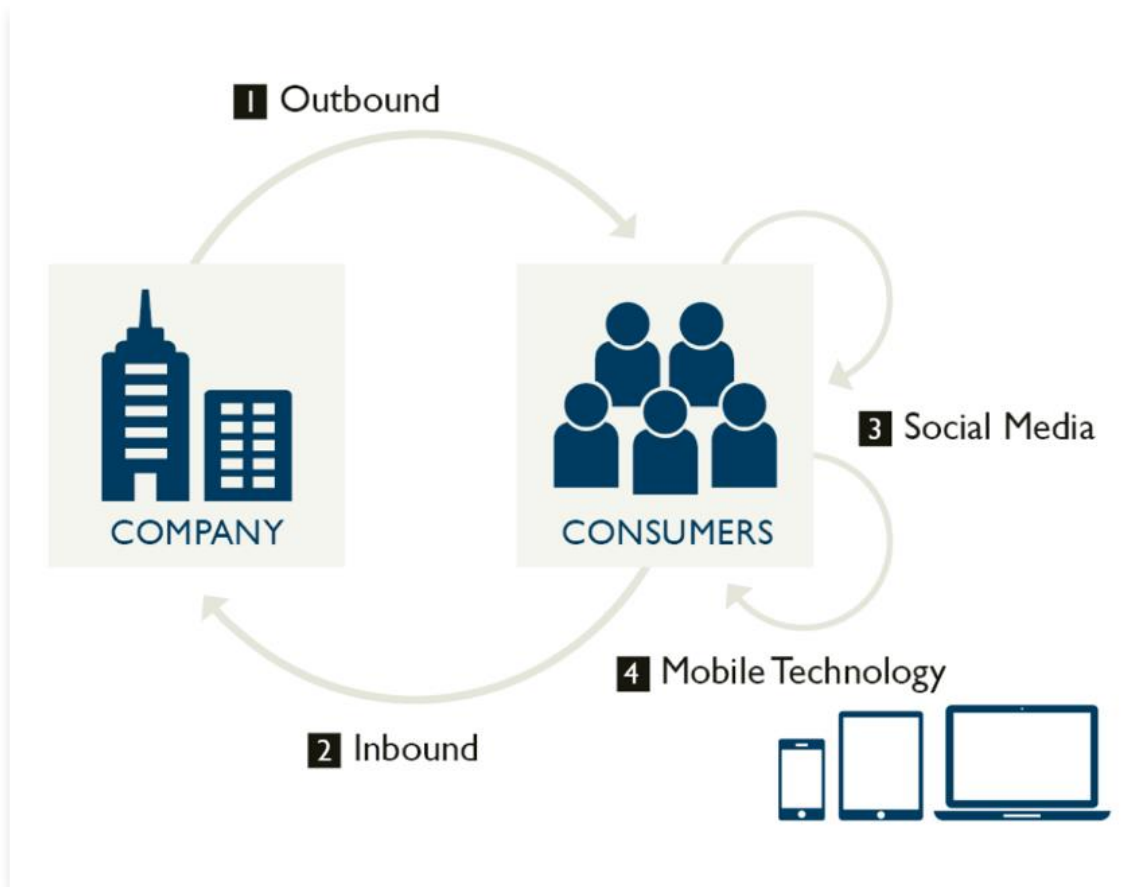 1 Outbound
COMPANY
CONSUMERS
3 Social Media
4 Mobile Technology
2 Inbound